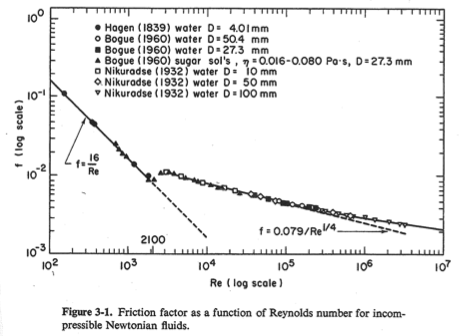 10⁰
● Hagen (1839) water D = 4.01mm
○ Bogue (1960) water D = 50.4 mm
■ Bogue (1960) water D = 27.3 mm
▲ Bogue (1960) sugar sol's , η = 0.016-0.080 Pa·s, D = 27.3 mm
□ Nikuradse (1932) water D = 10 mm
◇ Nikuradse (1932) water D = 50 mm
▽ Nikuradse (1932) water D = 100 mm
10⁻¹
f (log scale)
f = 16/Re
10⁻²
f = 0.079/Re^1/4
2100
10⁻³
10² 10³ 10⁴ 10⁵ 10⁶ 10⁷
Re (log scale)
Figure 3-1. Friction factor as a function of Reynolds number for incom-
pressible Newtonian fluids.